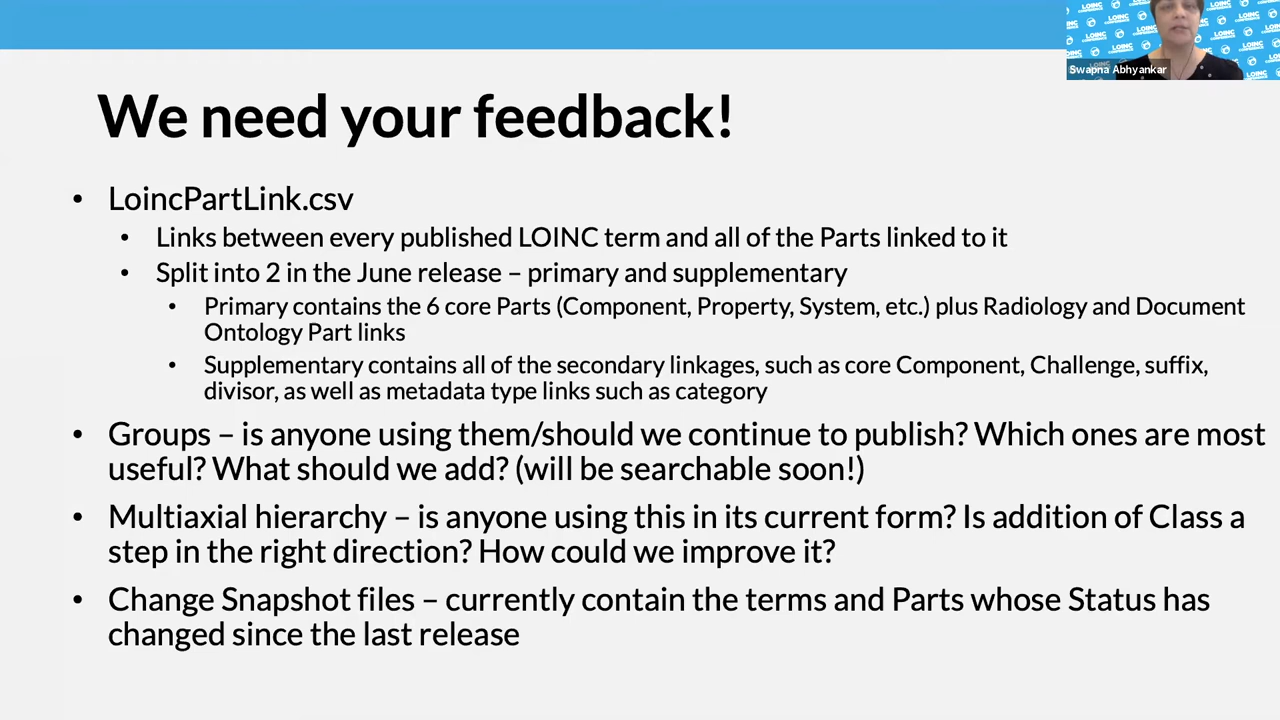 LOINC
Swapna Abhyankar
We need your feedback!
• LoincPartLink.csv
• Links between every published LOINC term and all of the Parts linked to it
• Split into 2 in the June release – primary and supplementary
• Primary contains the 6 core Parts (Component, Property, System, etc.) plus Radiology and Document
Ontology Part links
• Supplementary contains all of the secondary linkages, such as core Component, Challenge, suffix,
divisor, as well as metadata type links such as category
• Groups – is anyone using them/should we continue to publish? Which ones are most
useful? What should we add? (will be searchable soon!)
• Multiaxial hierarchy – is anyone using this in its current form? Is addition of Class a
step in the right direction? How could we improve it?
• Change Snapshot files – currently contain the terms and Parts whose Status has
changed since the last release